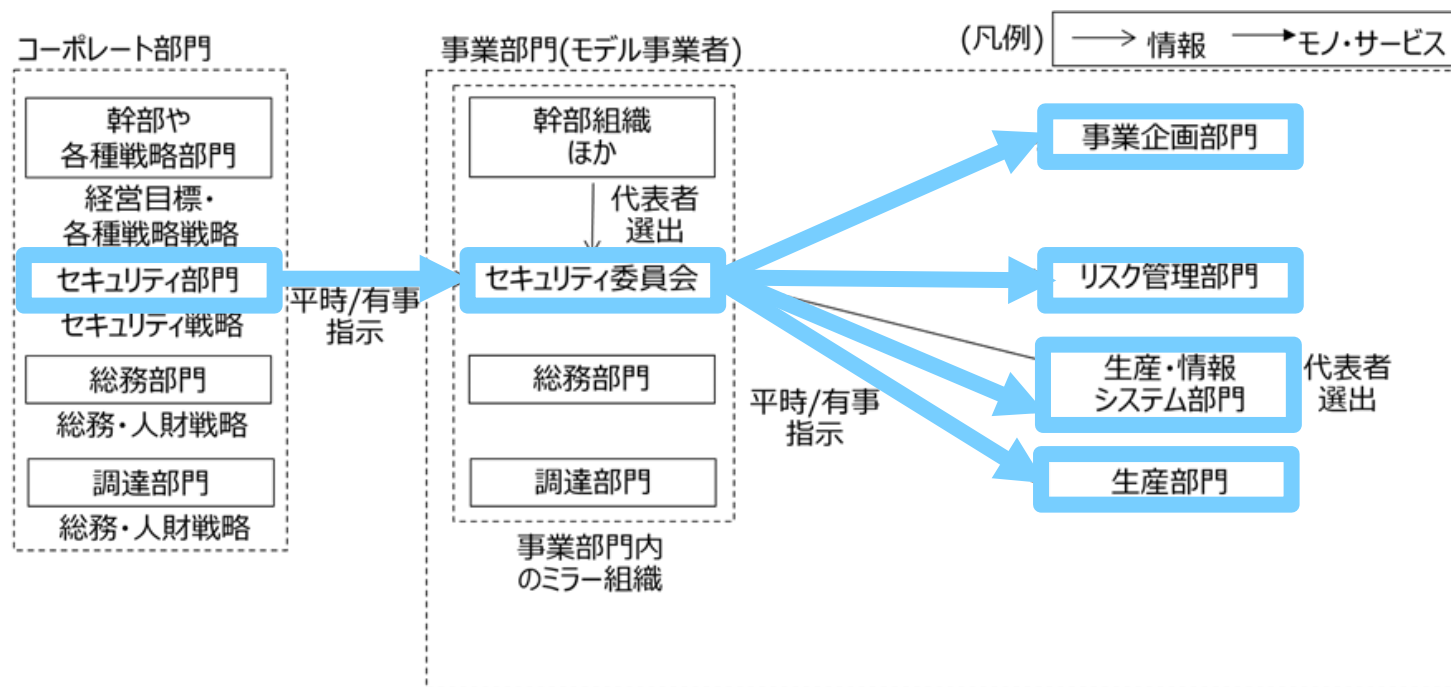 コーポレート部門
幹部や
各種戦略部門
経営目標・
各種戦略戦略
セキュリティ部門
セキュリティ戦略
総務部門
総務・人財戦略
調達部門
総務・人財戦略
平時/有事
指示
事業部門(モデル事業者)
幹部組織
ほか
代表者
選出
セキュリティ委員会
総務部門
調達部門
事業部門内
のミラー組織
平時/有事
指示
(凡例)
情報
モノ・サービス
事業企画部門
リスク管理部門
生産・情報
システム部門
代表者
選出
生産部門